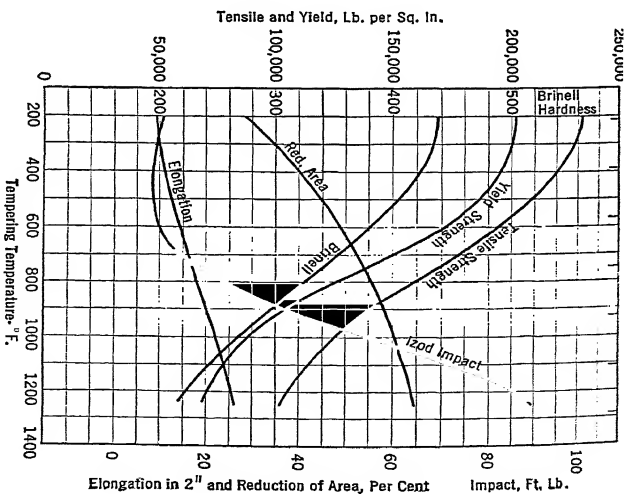 Tensile and Yield, Lb. per Sq. In.
0
50,000
100,000
150,000
200,000
250,000
200
300
400
500
Brinell
Hardness
Tempering Temperature-°F.
200
400
600
800
1000
1200
1400
Elongation
Red. Area
Brinell
Yield Strength
Tensile Strength
Izod Impact
0
20
40
60
80
100
Elongation in 2" and Reduction of Area, Per Cent
Impact, Ft. Lb.